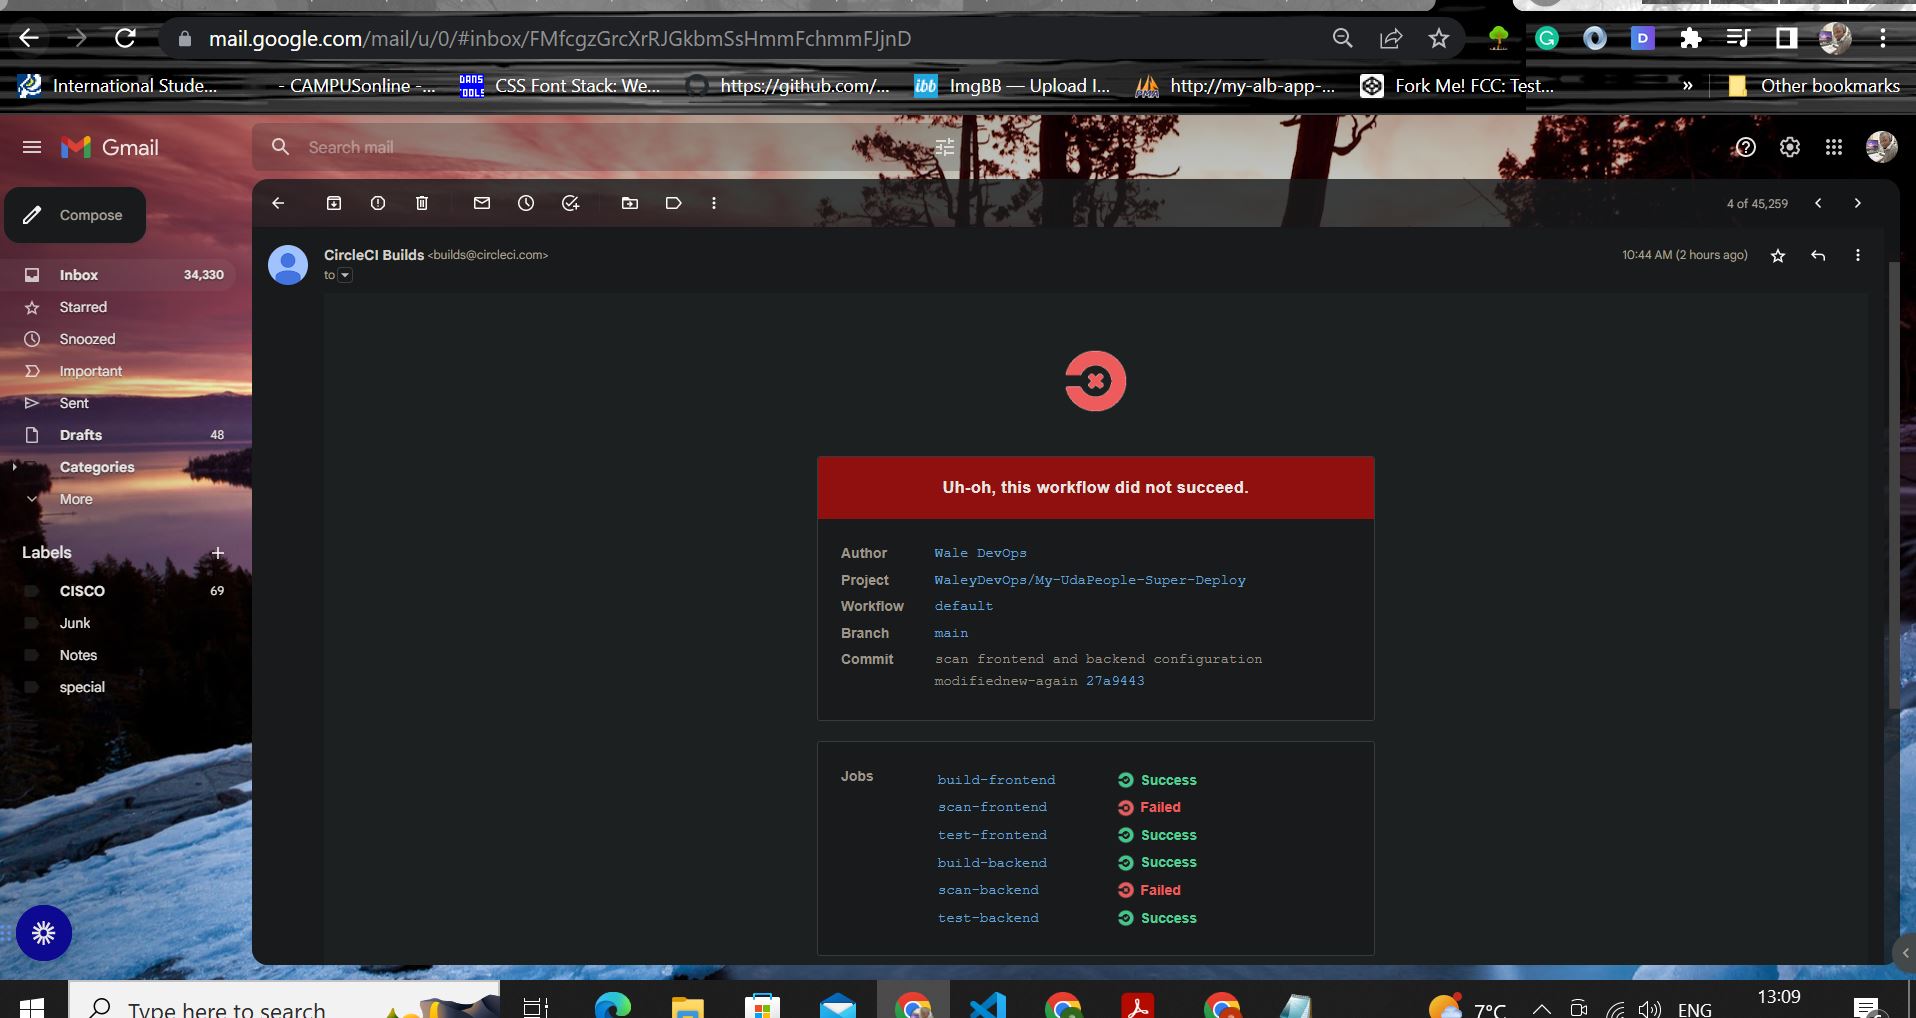 mail.google.com/mail/u/0/#inbox/FMfcgzGrcXrRJGkbmSsHmmFchmmFJjnD
International Stude...
- CAMPUSonline -...
CSS Font Stack: We...
https://github.com/...
ibb
ImgBB — Upload I...
http://my-alb-app-...
Fork Me! FCC: Test...
»
Other bookmarks
Gmail
Search mail
Compose
4 of 45,259
CircleCI Builds <builds@circleci.com>
10:44 AM (2 hours ago)
to
Inbox 34,330
Starred
Snoozed
Important
Sent
Drafts 48
Categories
More
Labels
CISCO 69
Junk
Notes
special
Uh-oh, this workflow did not succeed.
Author Wale DevOps
Project WaleyDevOps/My-UdaPeople-Super-Deploy
Workflow default
Branch main
Commit scan frontend and backend configuration
modifiednew-again 27a9443
Jobs build-frontend Success
scan-frontend Failed
test-frontend Success
build-backend Success
scan-backend Failed
test-backend Success
Type here to search
7°C
ENG
13:09